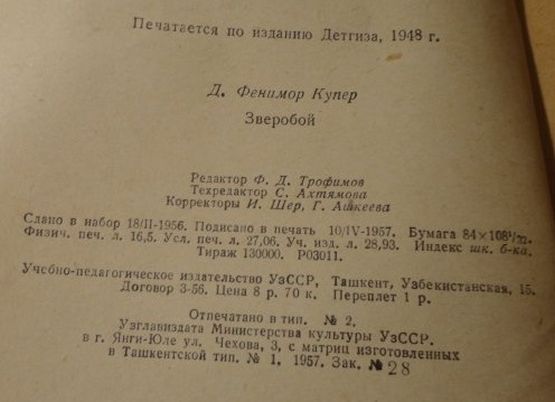 Печатается по изданию Детгиза, 1948 г.
Д. Фенимор Купер
Зверобой
Редактор Ф. Д. Трофимов
Техредактор С. Ахтямова
Корректоры И. Шер, Г. Ашкеева
Сдано в набор 18/II-1956. Подписано в печать 10/IV-1957. Бумага 84×108¹/₃₂.
Физич. печ. л. 16,5. Усл. печ. л. 27,06. Уч. изд. л. 28,93. Индекс шк. б-ка,
Тираж 130000. Р03011.
Учебно-педагогическое издательство УзССР, Ташкент, Узбекистанская, 15.
Договор 3-56. Цена 8 р. 70 к. Переплет 1 р.
Отпечатано в тип. № 2.
Узглавиздата Министерства культуры УзССР.
в г. Янги-Юле ул. Чехова, 3, с матриц изготовленных
в Ташкентской тип. № 1, 1957. Зак. № 28